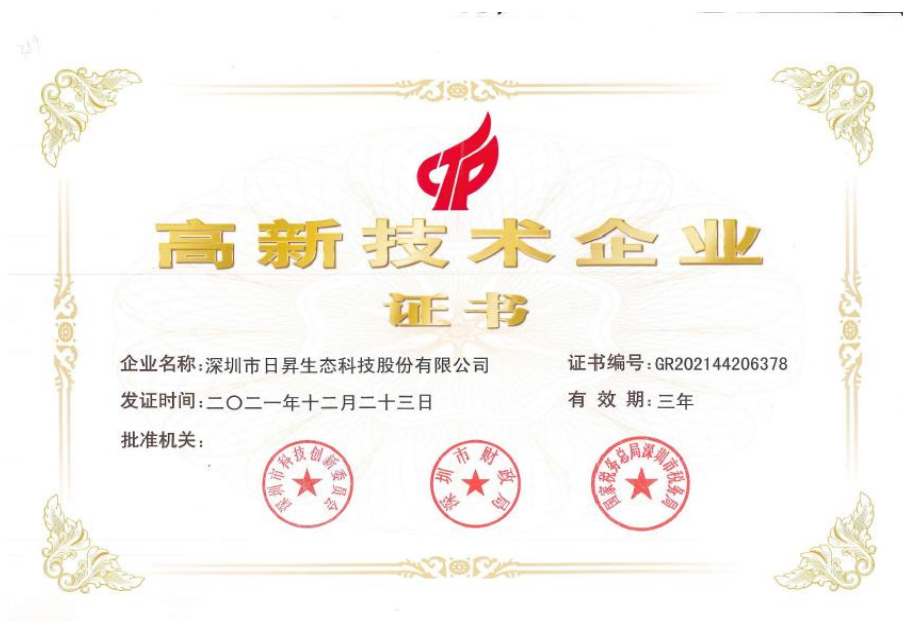 高新技术企业
证书
企业名称:深圳市日昇生态科技股份有限公司
证书编号:GR202144206378
发证时间:二〇二一年十二月二十三日
有效期:三年
批准机关:
深圳市科技创新委员会
深圳市财政局
国家税务总局深圳市税务局